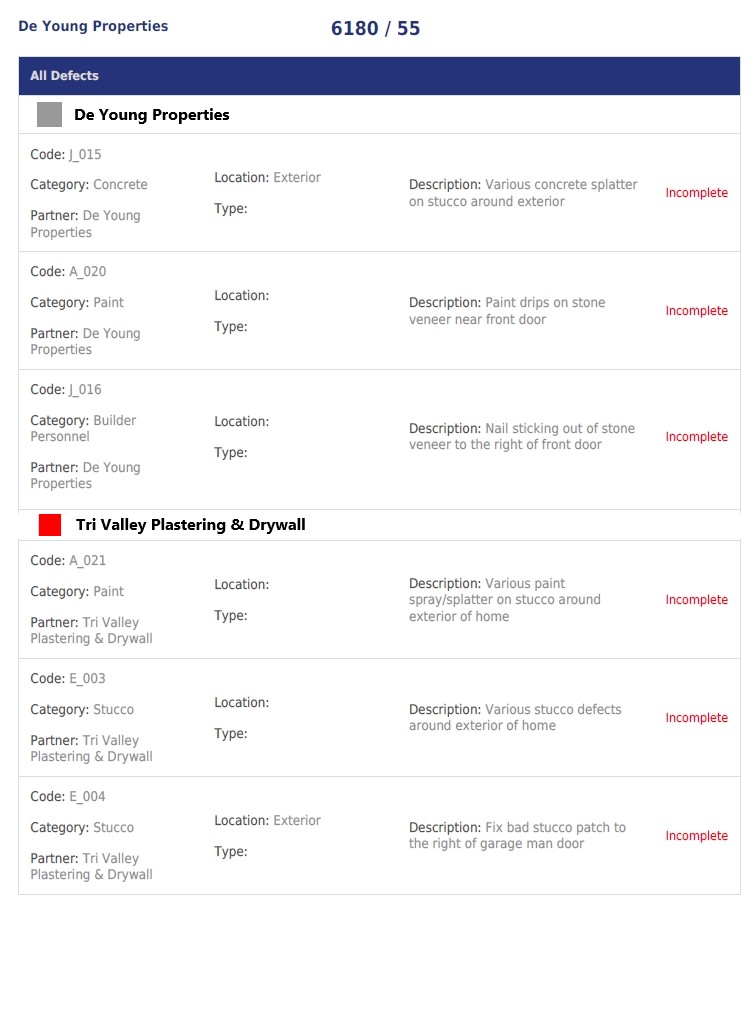 De Young Properties
6180 / 55
All Defects
De Young Properties
Code: J_015
Category: Concrete
Partner: De Young
Properties
Location: Exterior
Type:
Description: Various concrete splatter
on stucco around exterior
Incomplete
Code: A_020
Category: Paint
Partner: De Young
Properties
Location:
Type:
Description: Paint drips on stone
veneer near front door
Incomplete
Code: J_016
Category: Builder
Personnel
Partner: De Young
Properties
Location:
Type:
Description: Nail sticking out of stone
veneer to the right of front door
Incomplete
Tri Valley Plastering & Drywall
Code: A_021
Category: Paint
Partner: Tri Valley
Plastering & Drywall
Location:
Type:
Description: Various paint
spray/splatter on stucco around
exterior of home
Incomplete
Code: E_003
Category: Stucco
Partner: Tri Valley
Plastering & Drywall
Location:
Type:
Description: Various stucco defects
around exterior of home
Incomplete
Code: E_004
Category: Stucco
Partner: Tri Valley
Plastering & Drywall
Location: Exterior
Type:
Description: Fix bad stucco patch to
the right of garage man door
Incomplete